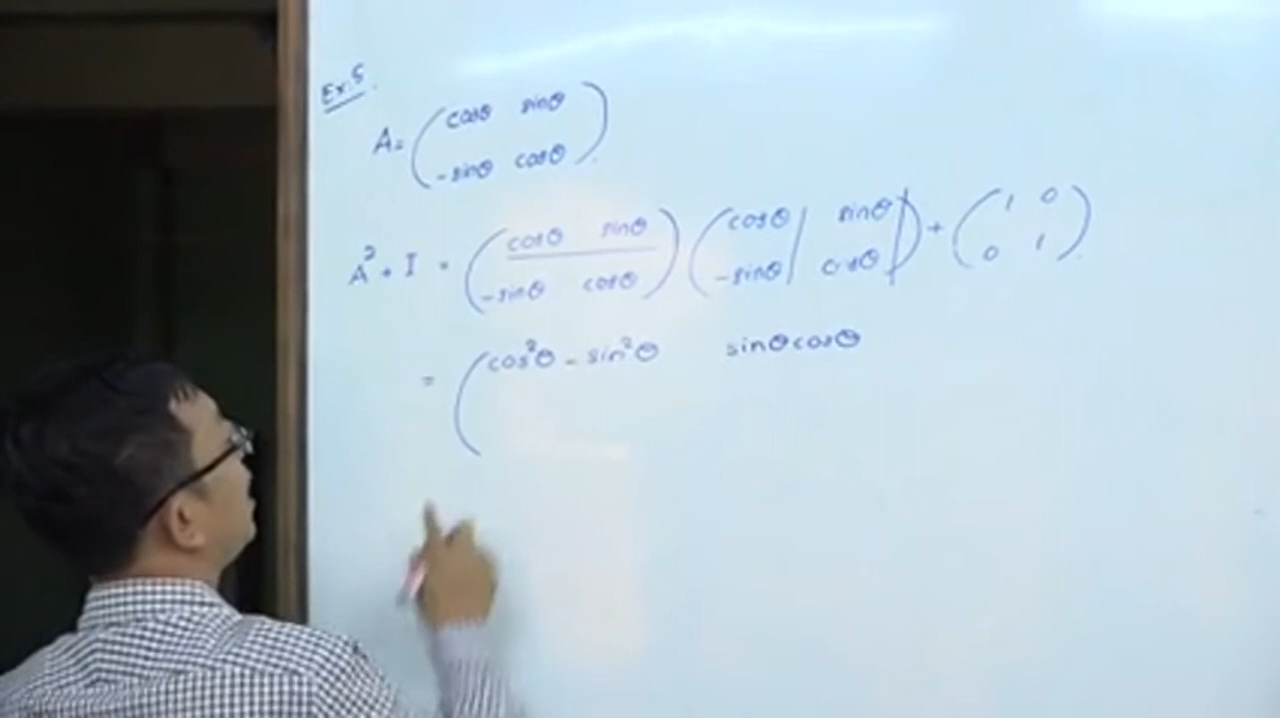 Ex.5.
A = ( cosθ sinθ
-sinθ cosθ ).
A² + I = ( cosθ sinθ ) ( cosθ sinθ ) + ( 1 0 )
-sinθ cosθ -sinθ cosθ 0 1
= ( cos²θ - sin²θ sinθcosθ